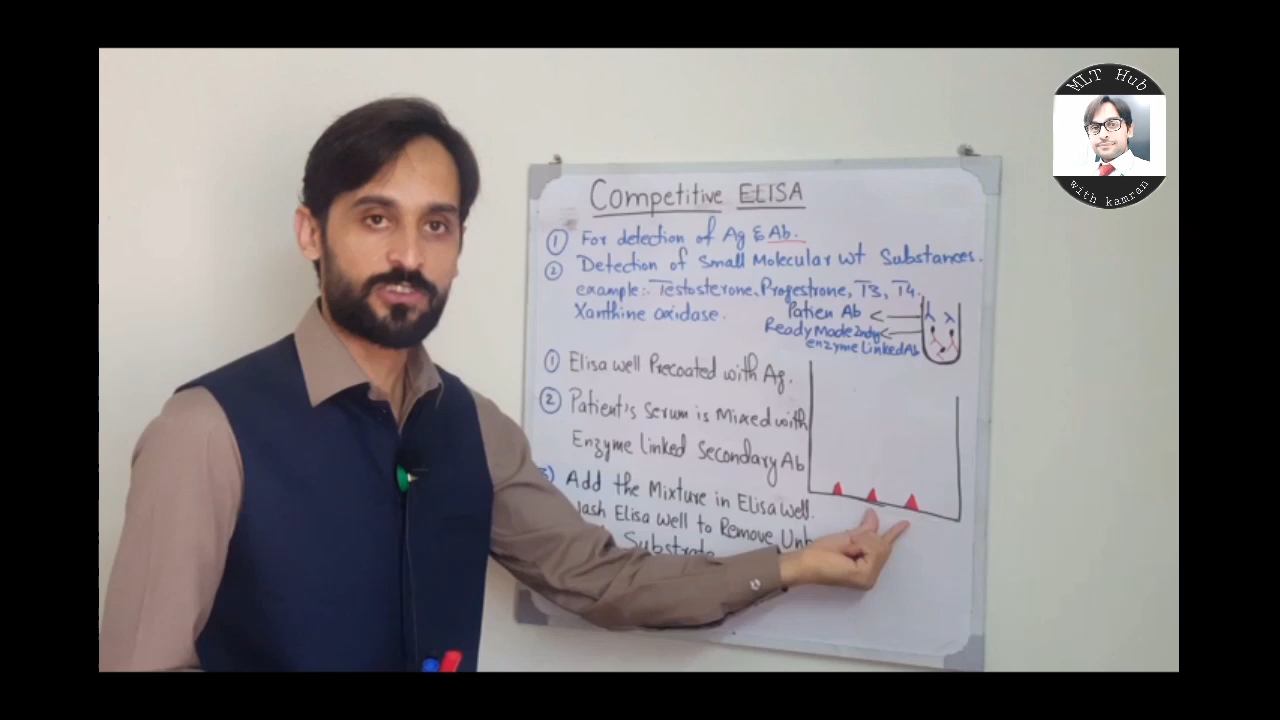 MLT Hub
with kamran
Competitive ELISA
① For detection of Ag & Ab.
② Detection of Small Molecular wt Substances.
example:- Testosterone, Progestrone, T3, T4.
Xanthine oxidase.
Patien Ab
Ready Made 2ndry
enzyme Linked Ab
① Elisa well Precoated with Ag.
② Patient's Serum is Mixed with
Enzyme Linked Secondary Ab
Add the Mixture in Elisa well.
Elisa well to Remove
Substrate